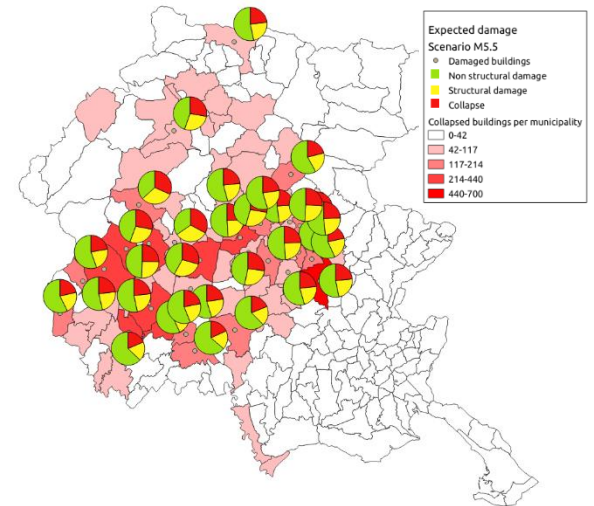 Expected damage
Scenario M5.5
Damaged buildings
Non structural damage
Structural damage
Collapse
Collapsed buildings per municipality
0-42
42-117
117-214
214-440
440-700